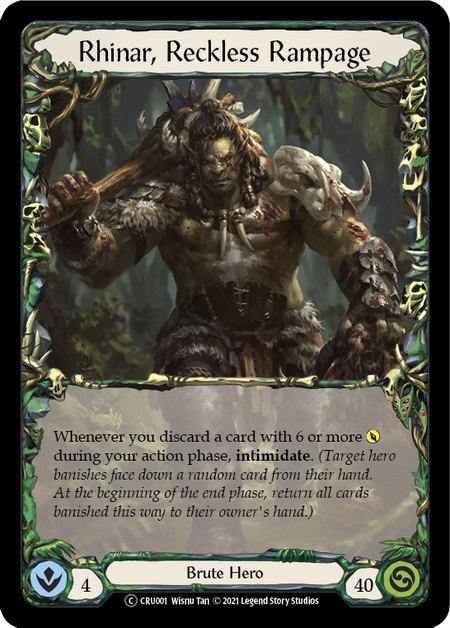 Rhinar, Reckless Rampage
Whenever you discard a card with 6 or more
during your action phase, intimidate. (Target hero
banishes face down a random card from their hand.
At the beginning of the end phase, return all cards
banished this way to their owner's hand.)
4
Brute Hero
40
C CRU001 Wisnu Tan © 2021 Legend Story Studios